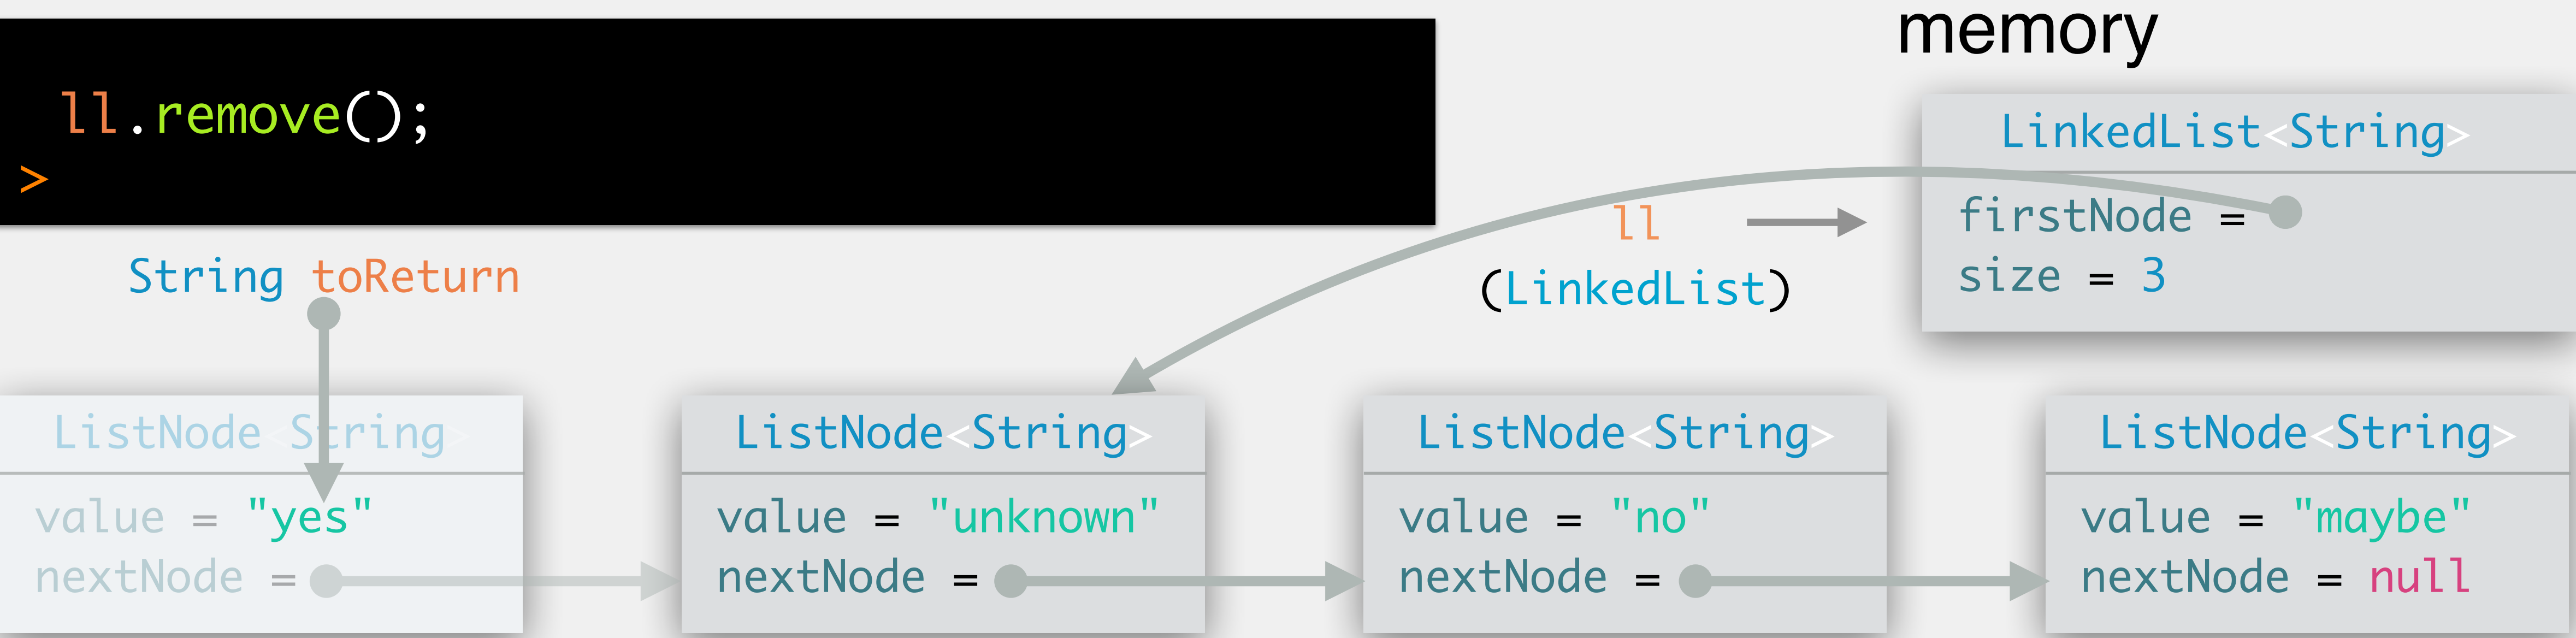 memory
ll.remove();
>
LinkedList<String>
firstNode =
size = 3
ll
(LinkedList)
String toReturn
ListNode<String>
value = "yes"
nextNode =
ListNode<String>
value = "unknown"
nextNode =
ListNode<String>
value = "no"
nextNode =
ListNode<String>
value = "maybe"
nextNode = null